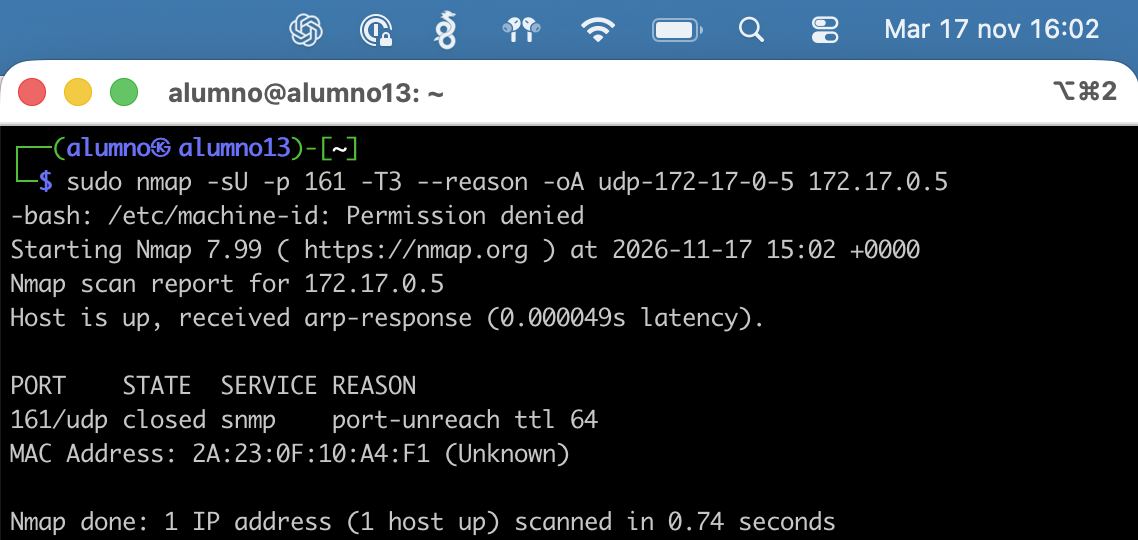 Mar 17 nov 16:02
alumno@alumno13: ~ ⌥⌘2
┌──(alumno㉿ alumno13)-[~]
└─$ sudo nmap -sU -p 161 -T3 --reason -oA udp-172-17-0-5 172.17.0.5
-bash: /etc/machine-id: Permission denied
Starting Nmap 7.99 ( https://nmap.org ) at 2026-11-17 15:02 +0000
Nmap scan report for 172.17.0.5
Host is up, received arp-response (0.000049s latency).

PORT    STATE  SERVICE REASON
161/udp closed snmp    port-unreach ttl 64
MAC Address: 2A:23:0F:10:A4:F1 (Unknown)

Nmap done: 1 IP address (1 host up) scanned in 0.74 seconds